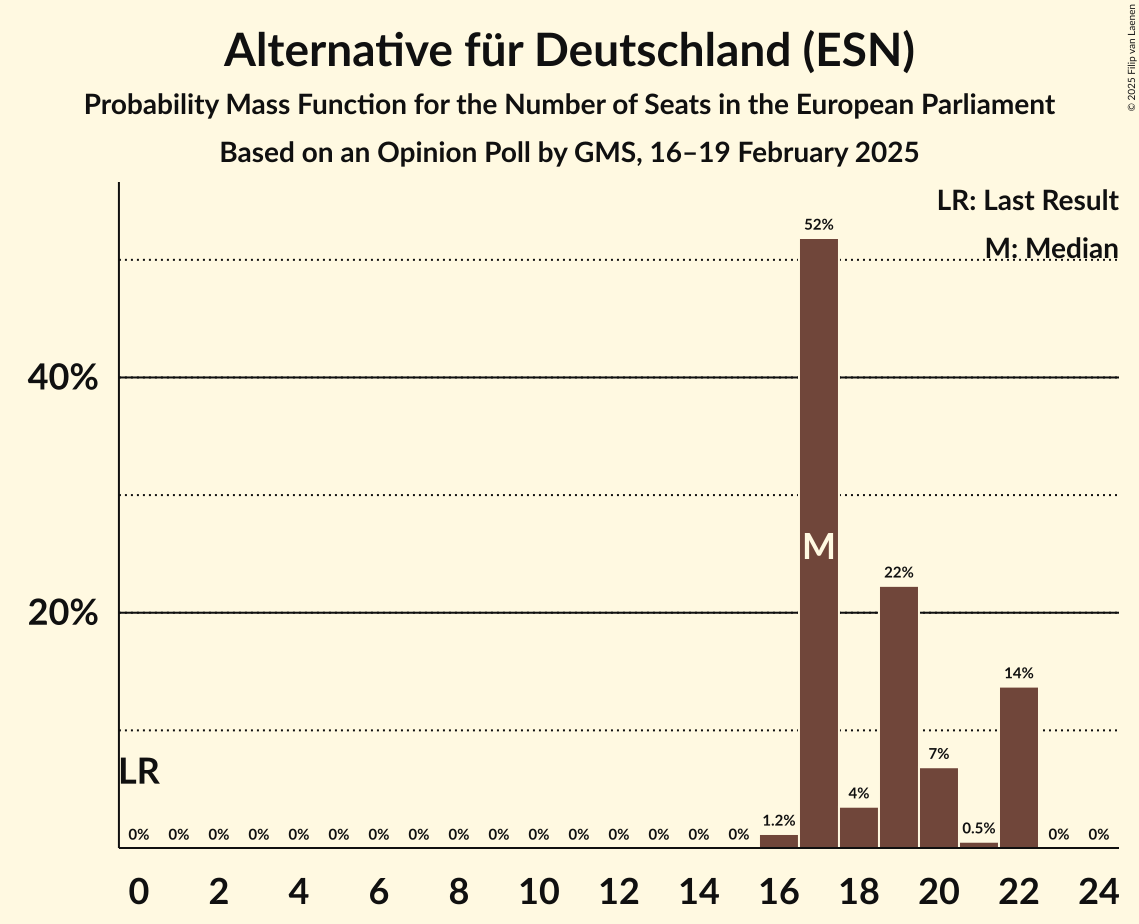 Alternative für Deutschland (ESN)
Probability Mass Function for the Number of Seats in the European Parliament
Based on an Opinion Poll by GMS, 16–19 February 2025
© 2025 Filip van Laenen
LR: Last Result
M: Median
52%
40%
M
22%
20%
14%
7%
LR
4%
0% 0% 0% 0% 0% 0% 0% 0% 0% 0% 0% 0% 0% 0% 0% 0% 1.2% 0.5% 0% 0%
0 2 4 6 8 10 12 14 16 18 20 22 24